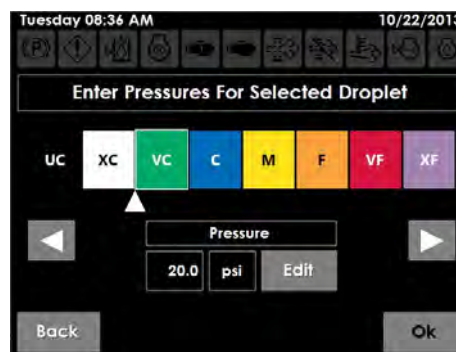 Tuesday 08:36 AM 10/22/2013
Enter Pressures For Selected Droplet
UC XC VC C M F VF XF
Pressure
20.0 psi Edit
Back Ok